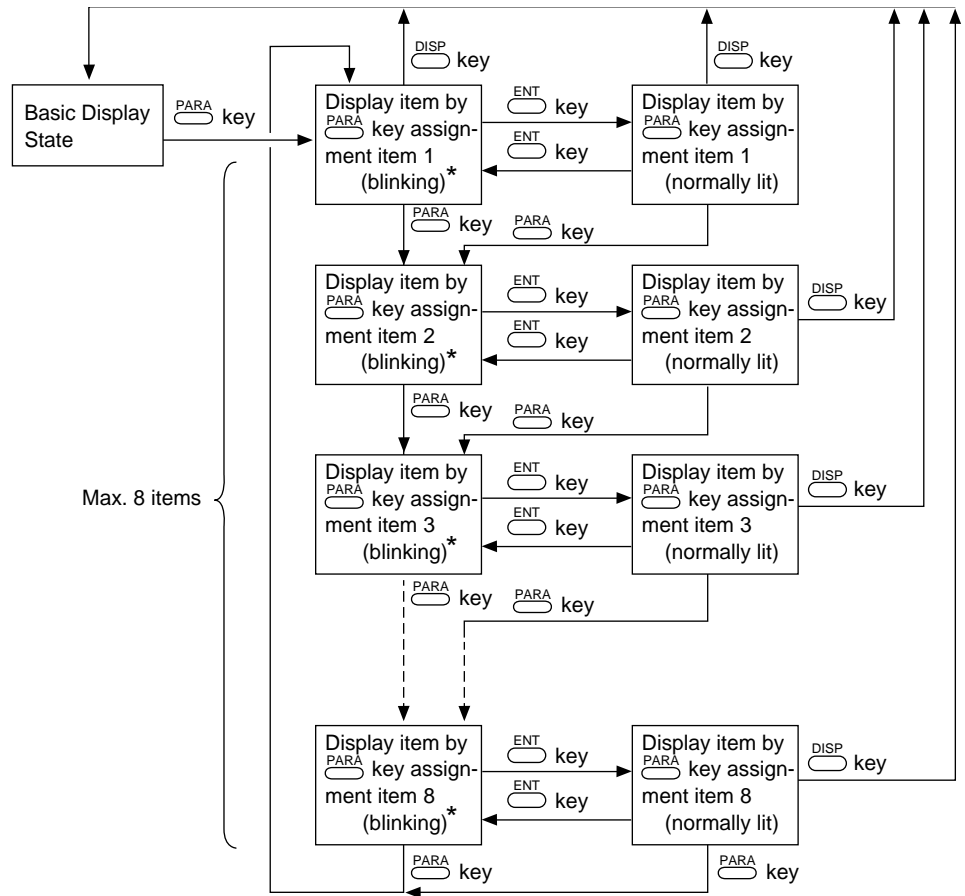 DISP key
DISP key
Basic Display
State
PARA key
Display item by
PARA key assign-
ment item 1
(blinking)*
ENT key
ENT key
Display item by
PARA key assign-
ment item 1
(normally lit)
PARA key
PARA key
Display item by
PARA key assign-
ment item 2
(blinking)*
ENT key
ENT key
Display item by
PARA key assign-
ment item 2
(normally lit)
DISP key
PARA key
PARA key
Max. 8 items
Display item by
PARA key assign-
ment item 3
(blinking)*
ENT key
ENT key
Display item by
PARA key assign-
ment item 3
(normally lit)
DISP key
PARA key
PARA key
Display item by
PARA key assign-
ment item 8
(blinking)*
ENT key
ENT key
Display item by
PARA key assign-
ment item 8
(normally lit)
DISP key
PARA key
PARA key